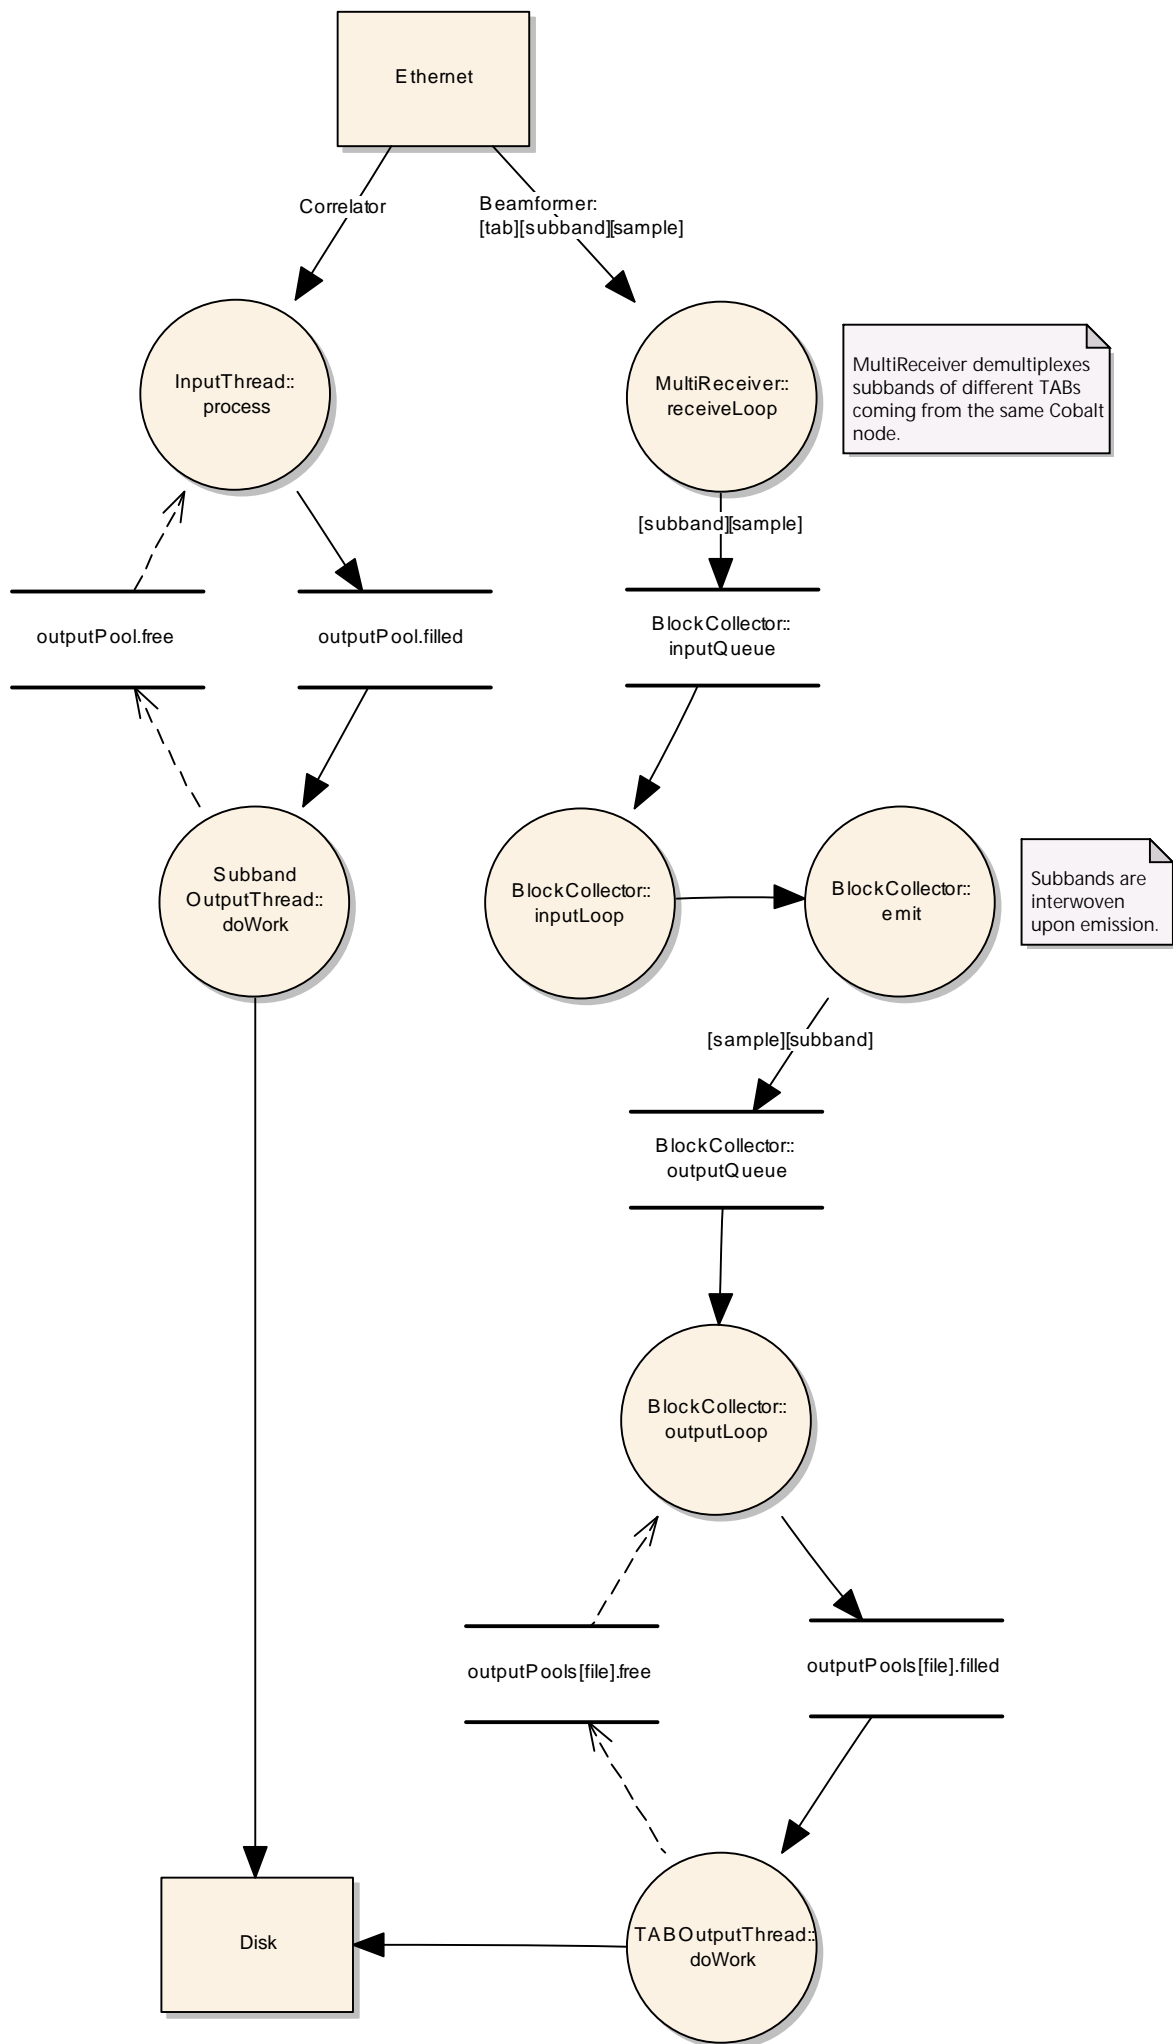 Ethernet
Correlator
Beamformer:
[tab][subband][sample]
InputThread::
process
MultiReceiver::
receiveLoop
MultiReceiver demultiplexes
subbands of different TABs
coming from the same Cobalt
node.
[subband][sample]
outputPool.free
outputPool.filled
BlockCollector::
inputQueue
Subband
OutputThread::
doWork
BlockCollector::
inputLoop
BlockCollector::
emit
Subbands are
interwoven
upon emission.
[sample][subband]
BlockCollector::
outputQueue
BlockCollector::
outputLoop
outputPools[file].free
outputPools[file].filled
Disk
TABOutputThread::
doWork